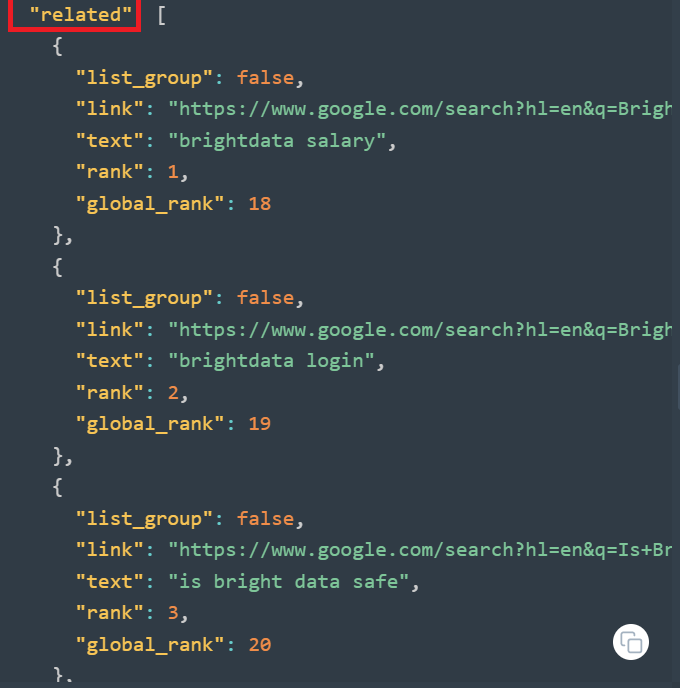 "related" [
{
"list_group": false,
"link": "https://www.google.com/search?hl=en&q=Brigh
"text": "brightdata salary",
"rank": 1,
"global_rank": 18
},
{
"list_group": false,
"link": "https://www.google.com/search?hl=en&q=Brigh
"text": "brightdata login",
"rank": 2,
"global_rank": 19
},
{
"list_group": false,
"link": "https://www.google.com/search?hl=en&q=Is+Br
"text": "is bright data safe",
"rank": 3,
"global_rank": 20
},